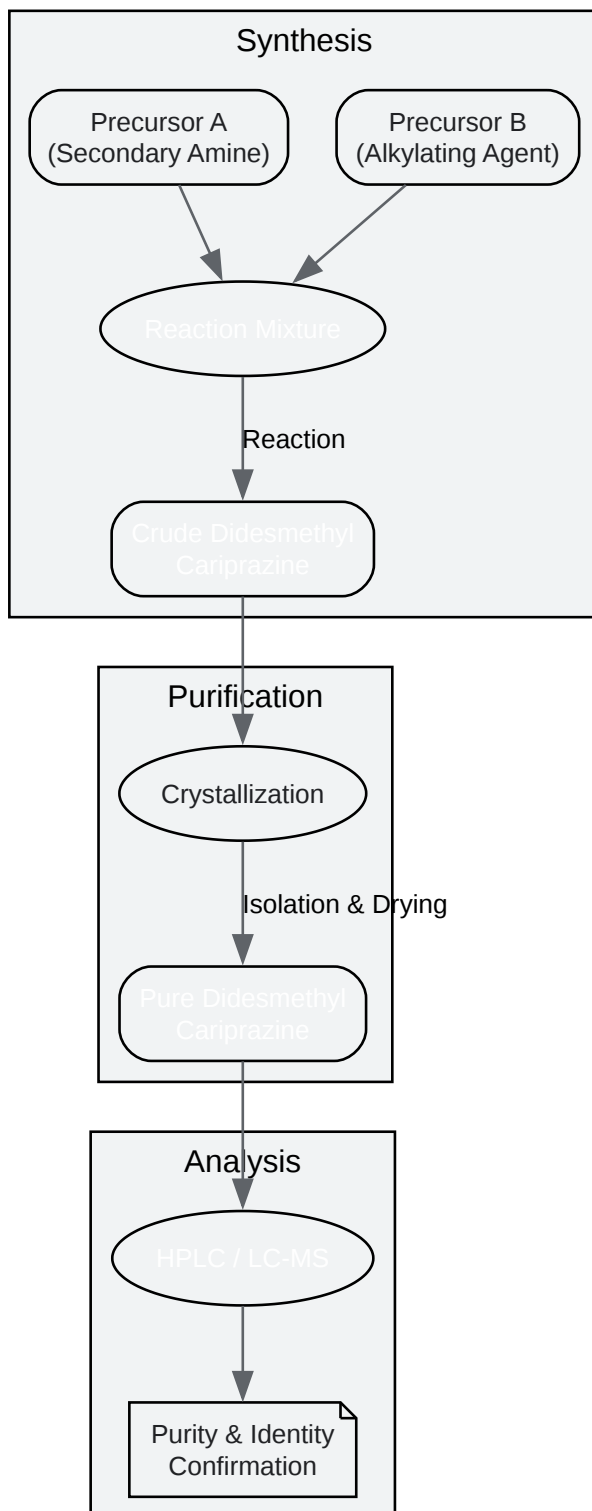 Synthesis
Precursor A
(Secondary Amine)
Precursor B
(Alkylating Agent)
Reaction Mixture
Reaction
Crude Didesmethyl
Cariprazine
Purification
Crystallization
Isolation & Drying
Pure Didesmethyl
Cariprazine
Analysis
HPLC / LC-MS
Purity & Identity
Confirmation